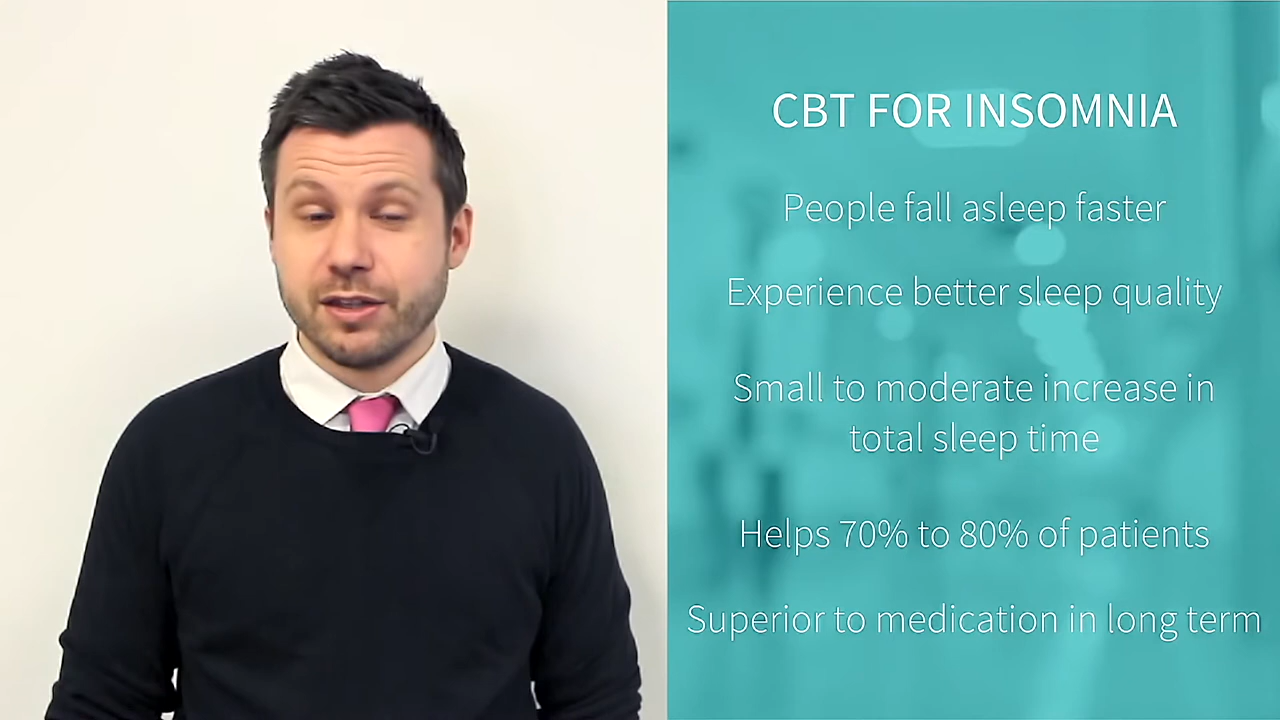 CBT FOR INSOMNIA
People fall asleep faster
Experience better sleep quality
Small to moderate increase in
total sleep time
Helps 70% to 80% of patients
Superior to medication in long term